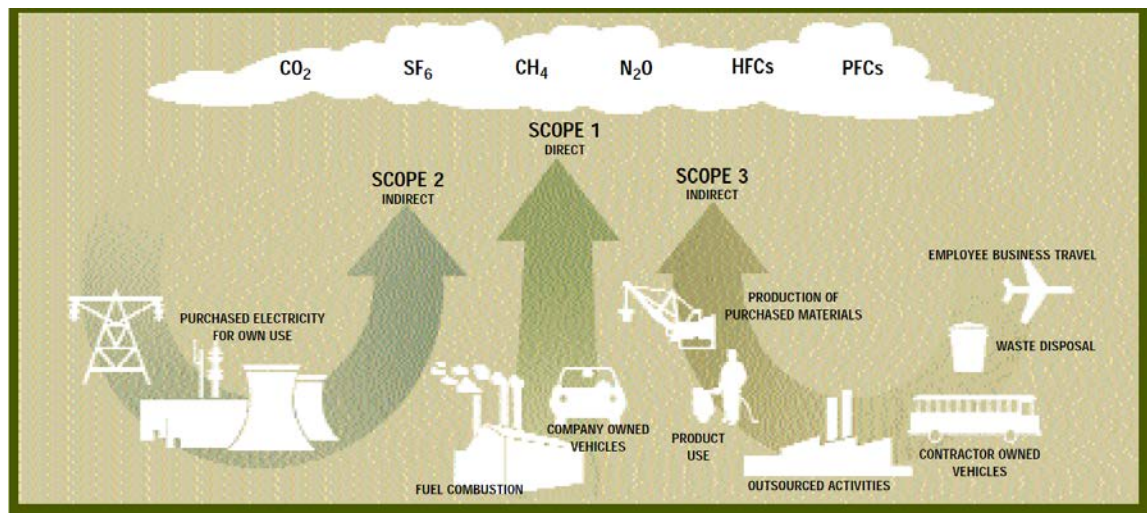 CO₂ SF₆ CH₄ N₂O HFCs PFCs
SCOPE 1
DIRECT
SCOPE 2
INDIRECT
SCOPE 3
INDIRECT
PURCHASED ELECTRICITY
FOR OWN USE
FUEL COMBUSTION
COMPANY OWNED
VEHICLES
PRODUCTION OF
PURCHASED MATERIALS
PRODUCT
USE
OUTSOURCED ACTIVITIES
EMPLOYEE BUSINESS TRAVEL
WASTE DISPOSAL
CONTRACTOR OWNED
VEHICLES